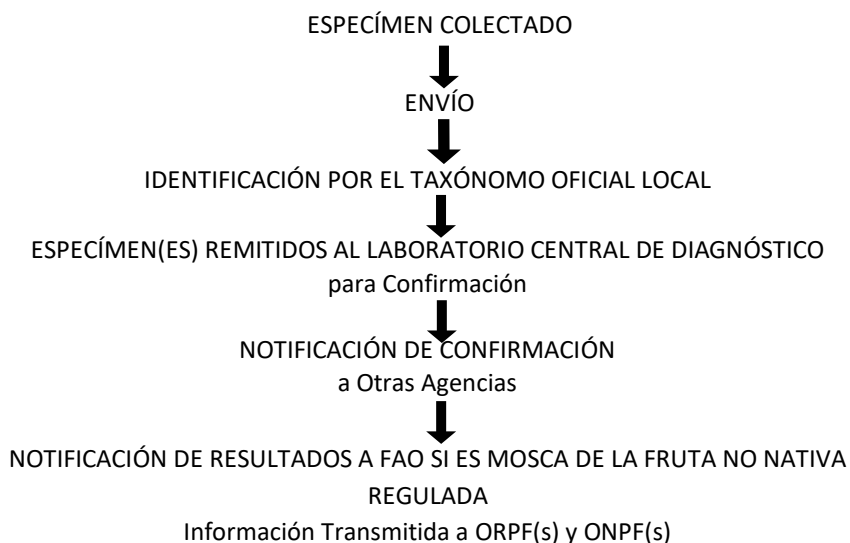 ESPECÍMEN COLECTADO
ENVÍO
IDENTIFICACIÓN POR EL TAXÓNOMO OFICIAL LOCAL
ESPECÍMEN(ES) REMITIDOS AL LABORATORIO CENTRAL DE DIAGNÓSTICO
para Confirmación
NOTIFICACIÓN DE CONFIRMACIÓN
a Otras Agencias
NOTIFICACIÓN DE RESULTADOS A FAO SI ES MOSCA DE LA FRUTA NO NATIVA
REGULADA
Información Transmitida a ORPF(s) y ONPF(s)